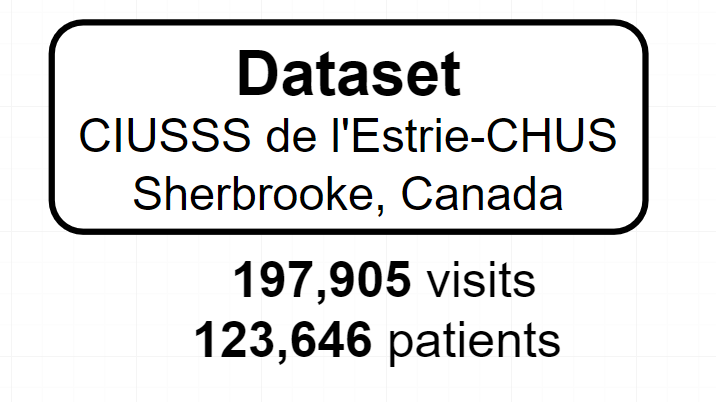 Dataset
CIUSSS de l'Estrie-CHUS
Sherbrooke, Canada
197,905 visits
123,646 patients